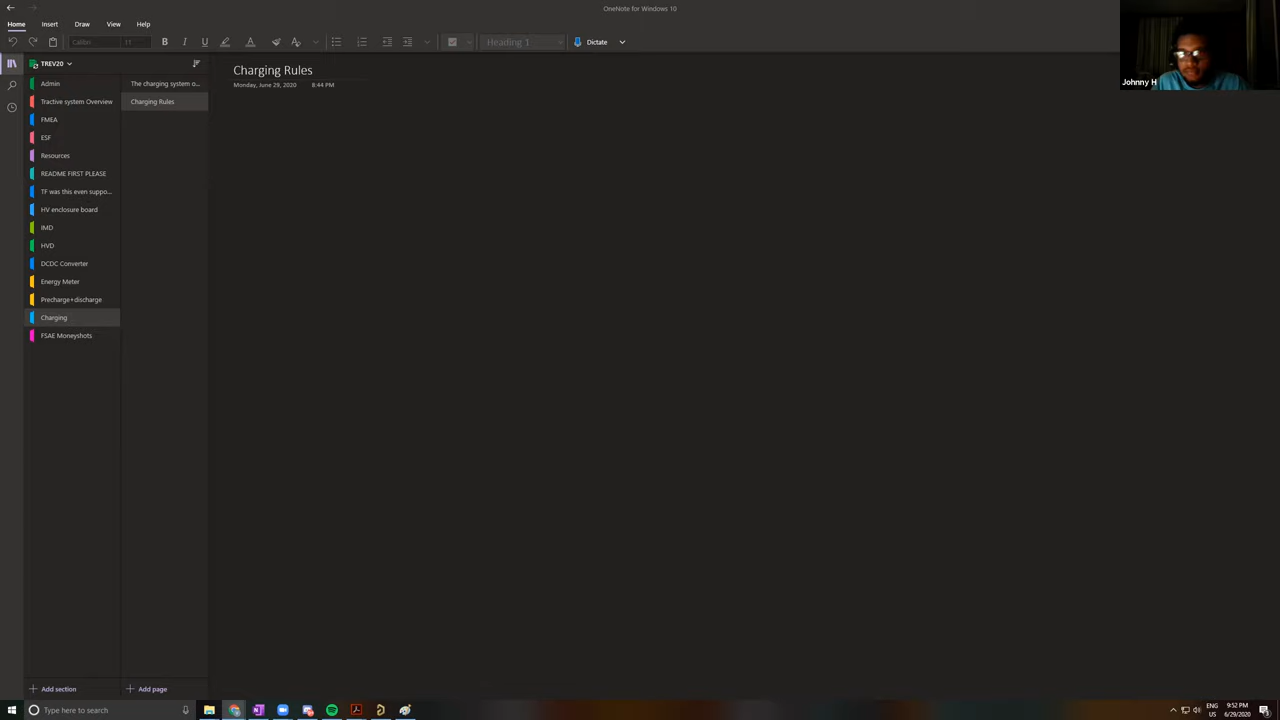 OneNote for Windows 10
Home
Insert
Draw
View
Help
Calibri
11
B
I
U
A
Heading 1
Dictate
Johnny H
TREV20
Admin
Tractive system Overview
FMEA
ESF
Resources
README FIRST PLEASE
TF was this even suppo...
HV enclosure board
IMD
HVD
DCDC Converter
Energy Meter
Precharge+discharge
Charging
FSAE Moneyshots
The charging system o...
Charging Rules
Charging Rules
Monday, June 29, 2020
8:44 PM
Add section
Add page
Type here to search
ENG
US
9:52 PM
6/29/2020